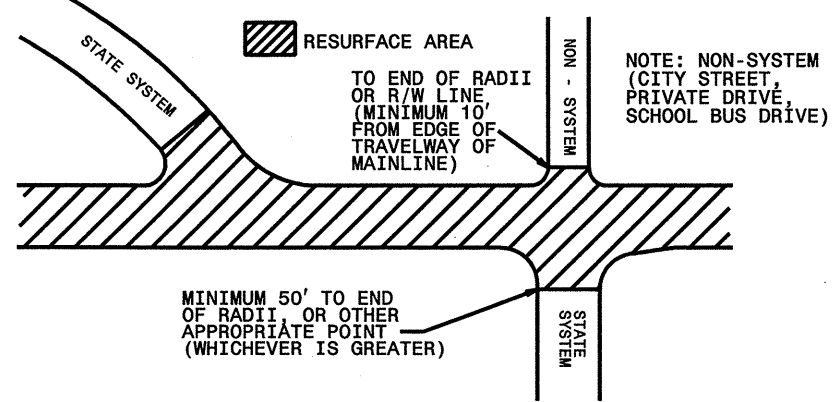 STATE SYSTEM
RESURFACE AREA
TO END OF RADII
OR R/W LINE
(MINIMUM 10'
FROM EDGE OF
TRAVELWAY OF
MAINLINE)
NON - SYSTEM
NOTE: NON-SYSTEM
(CITY STREET,
PRIVATE DRIVE,
SCHOOL BUS DRIVE)
MINIMUM 50' TO END
OF RADII, OR OTHER
APPROPRIATE POINT
(WHICHEVER IS GREATER)
STATE
SYSTEM